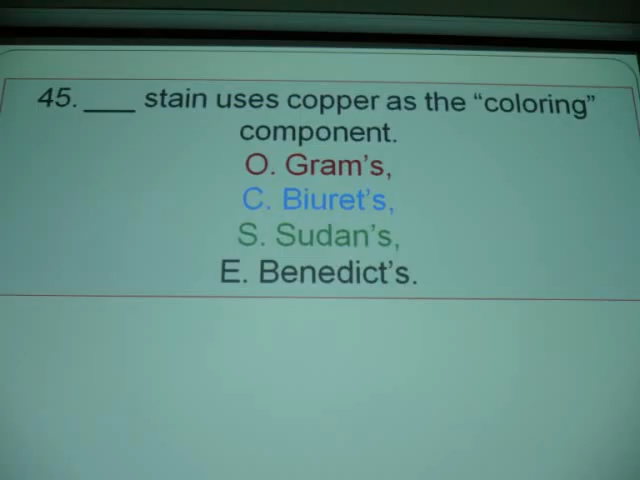 45. ___ stain uses copper as the “coloring”
component.
O. Gram’s,
C. Biuret’s,
S. Sudan’s,
E. Benedict’s.